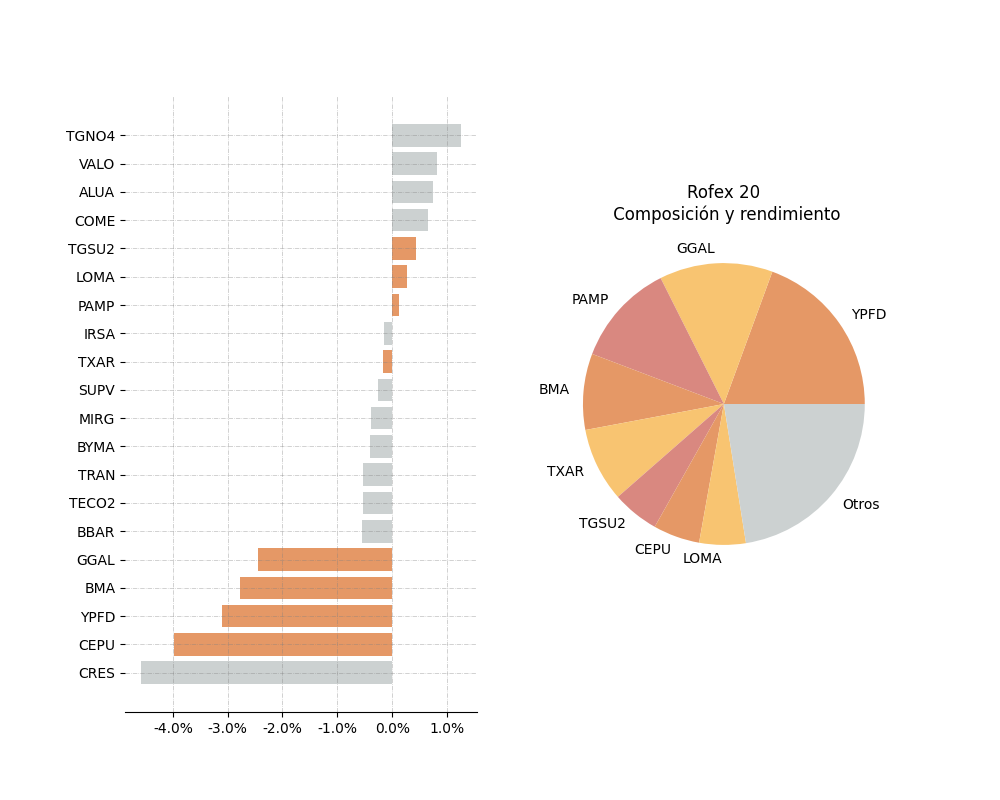 TGNO4
VALO
ALUA
COME
TGSU2
LOMA
PAMP
IRSA
TXAR
SUPV
MIRG
BYMA
TRAN
TECO2
BBAR
GGAL
BMA
YPFD
CEPU
CRES
-4.0% -3.0% -2.0% -1.0% 0.0% 1.0%
Rofex 20
Composición y rendimiento
GGAL
YPFD
PAMP
BMA
TXAR
TGSU2
CEPU
LOMA
Otros